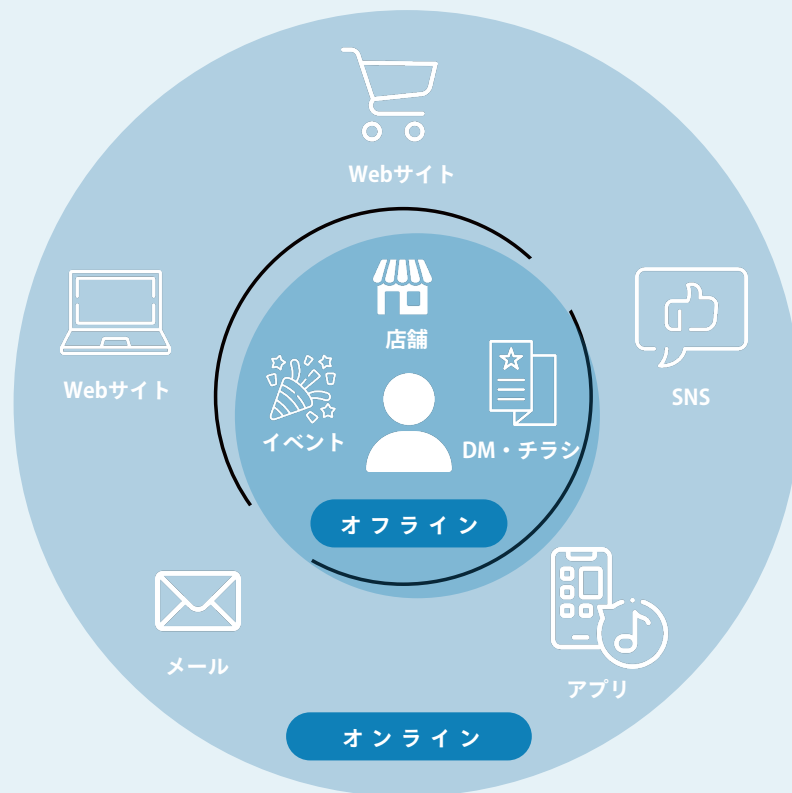 Webサイト
店舗
Webサイト
SNS
イベント
DM・チラシ
オフライン
メール
アプリ
オンライン